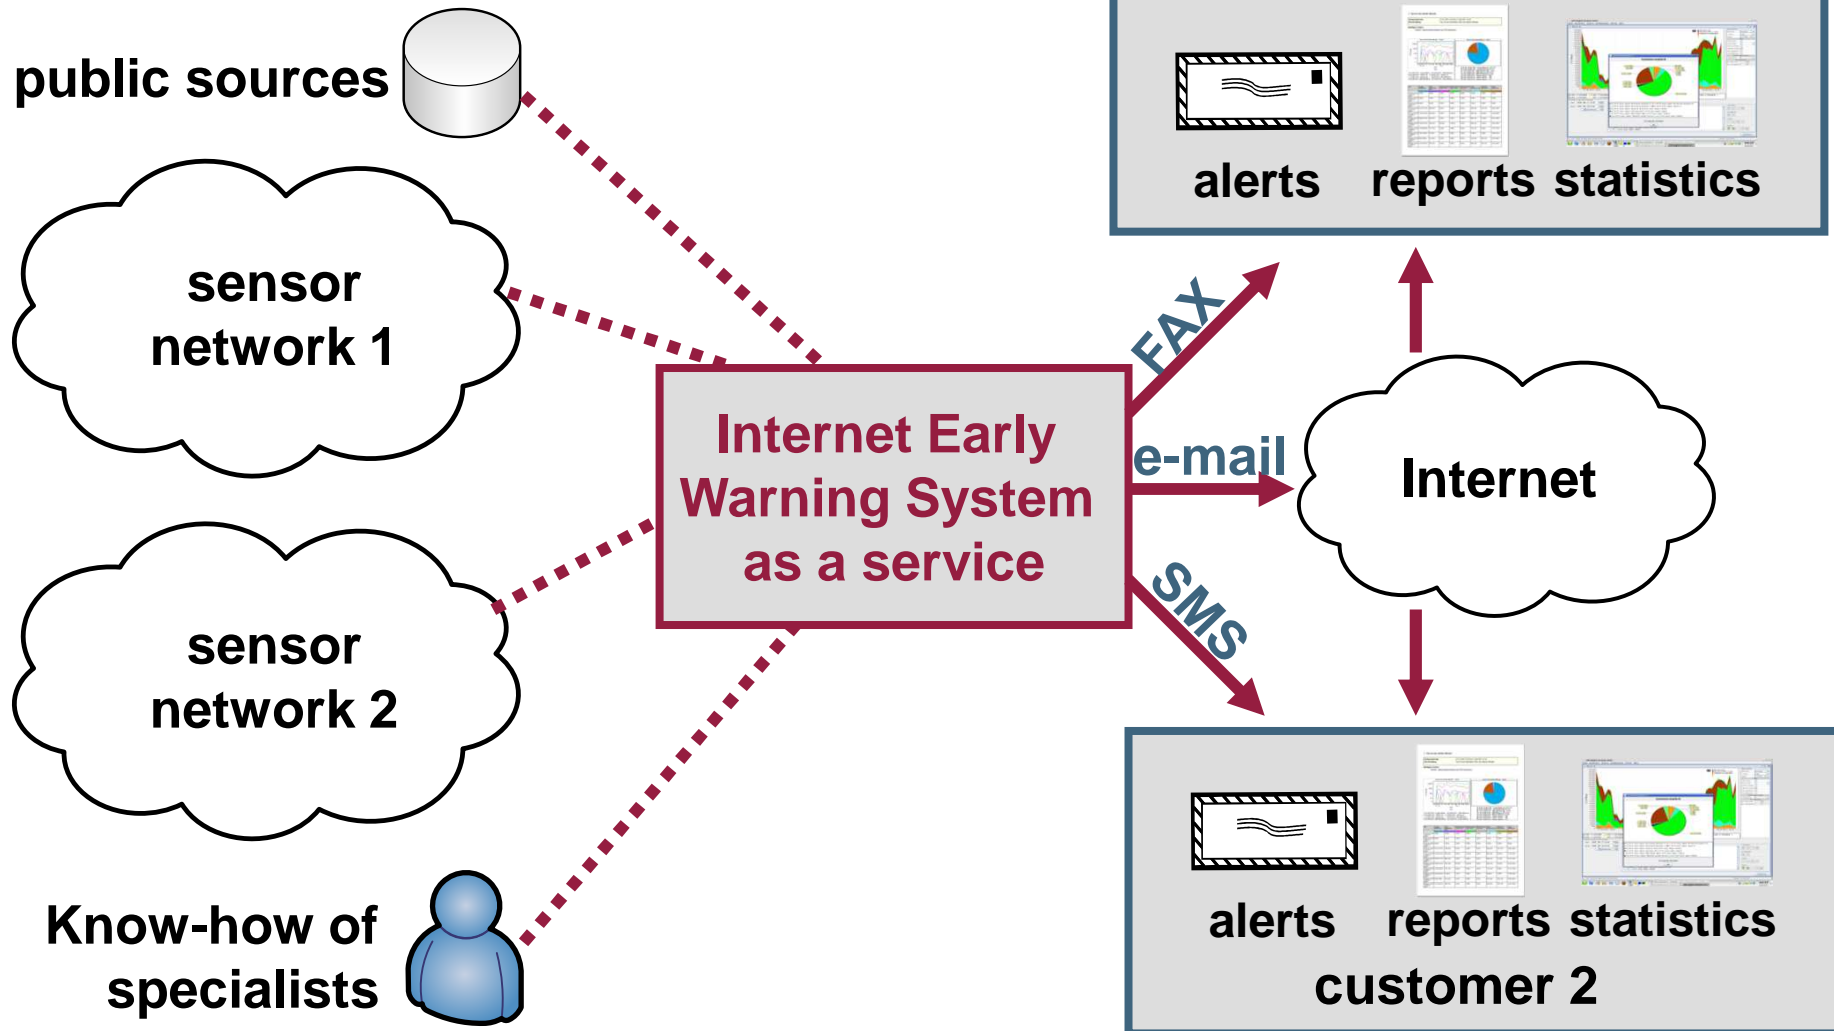 public sources
sensor
network 1
sensor
network 2
Know-how of
specialists
Internet Early
Warning System
as a service
FAX
e-mail
SMS
Internet
alerts reports statistics
alerts reports statistics
customer 2